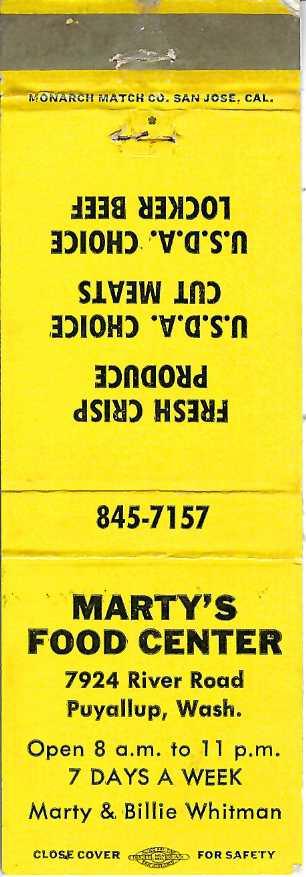 MONARCH MATCH CO. SAN JOSE, CAL.
FRESH CRISP
PRODUCE
U.S.D.A. CHOICE
CUT MEATS
U.S.D.A. CHOICE
LOCKER BEEF
845-7157
MARTY'S
FOOD CENTER
7924 River Road
Puyallup, Wash.
Open 8 a.m. to 11 p.m.
7 DAYS A WEEK
Marty & Billie Whitman
CLOSE COVER FOR SAFETY